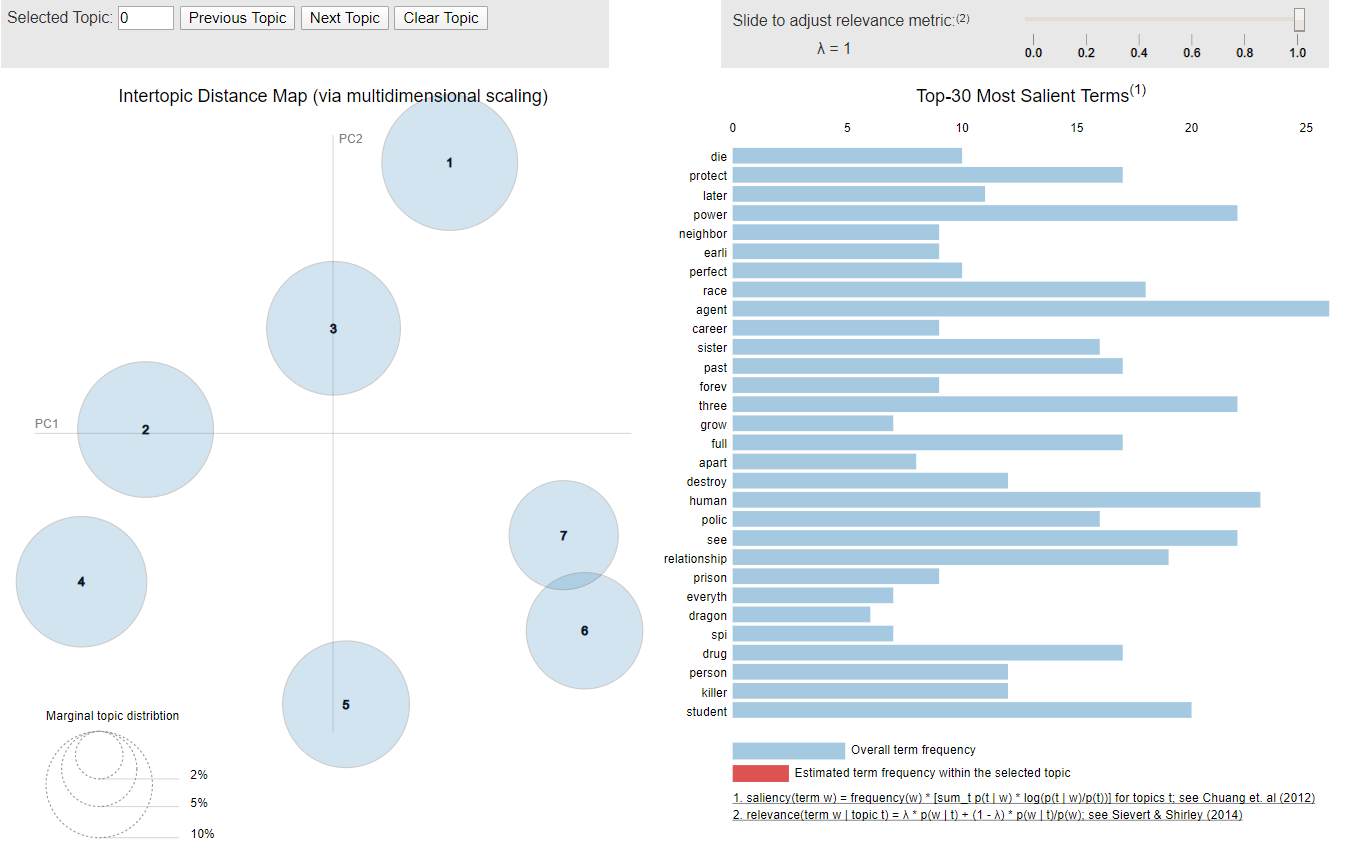 Selected Topic: 0 Previous Topic Next Topic Clear Topic
Slide to adjust relevance metric:(2)
λ = 1
0.0 0.2 0.4 0.6 0.8 1.0
Intertopic Distance Map (via multidimensional scaling)
PC2
PC1
1
3
2
7
4
6
5
Marginal topic distribtion
2%
5%
10%
Top-30 Most Salient Terms(1)
0 5 10 15 20 25
die
protect
later
power
neighbor
earli
perfect
race
agent
career
sister
past
forev
three
grow
full
apart
destroy
human
polic
see
relationship
prison
everyth
dragon
spi
drug
person
killer
student
Overall term frequency
Estimated term frequency within the selected topic
1. saliency(term w) = frequency(w) * [sum_t p(t | w) * log(p(t | w)/p(t))] for topics t; see Chuang et. al (2012)
2. relevance(term w | topic t) = λ * p(w | t) + (1 - λ) * p(w | t)/p(w); see Sievert & Shirley (2014)